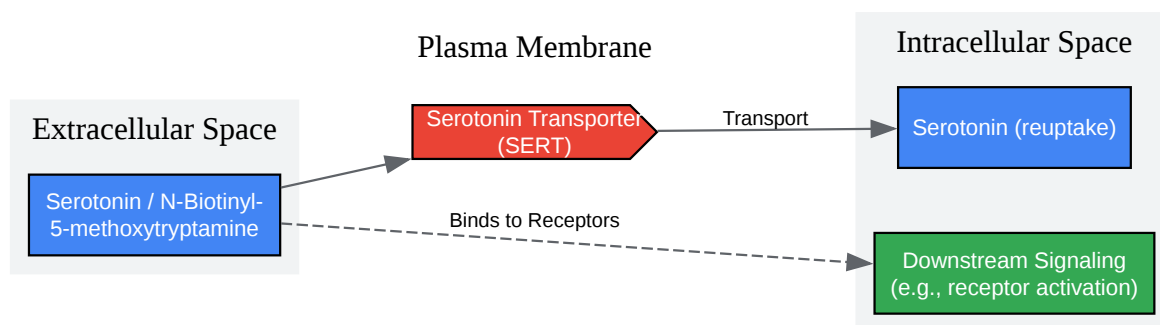 Plasma Membrane
Intracellular Space
Extracellular Space
Serotonin Transporter
(SERT)
Transport
Serotonin (reuptake)
Serotonin / N-Biotinyl-
5-methoxytryptamine
Binds to Receptors
Downstream Signaling
(e.g., receptor activation)